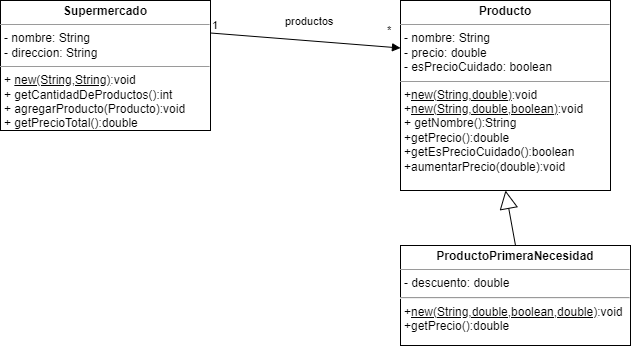 Supermercado
- nombre: String
- direccion: String
+ new(String,String):void
+ getCantidadDeProductos():int
+ agregarProducto(Producto):void
+ getPrecioTotal():double
1
productos
*
Producto
- nombre: String
- precio: double
- esPrecioCuidado: boolean
+new(String,double):void
+new(String,double,boolean):void
+ getNombre():String
+getPrecio():double
+getEsPrecioCuidado():boolean
+aumentarPrecio(double):void
ProductoPrimeraNecesidad
- descuento: double
+new(String,double,boolean,double):void
+getPrecio():double